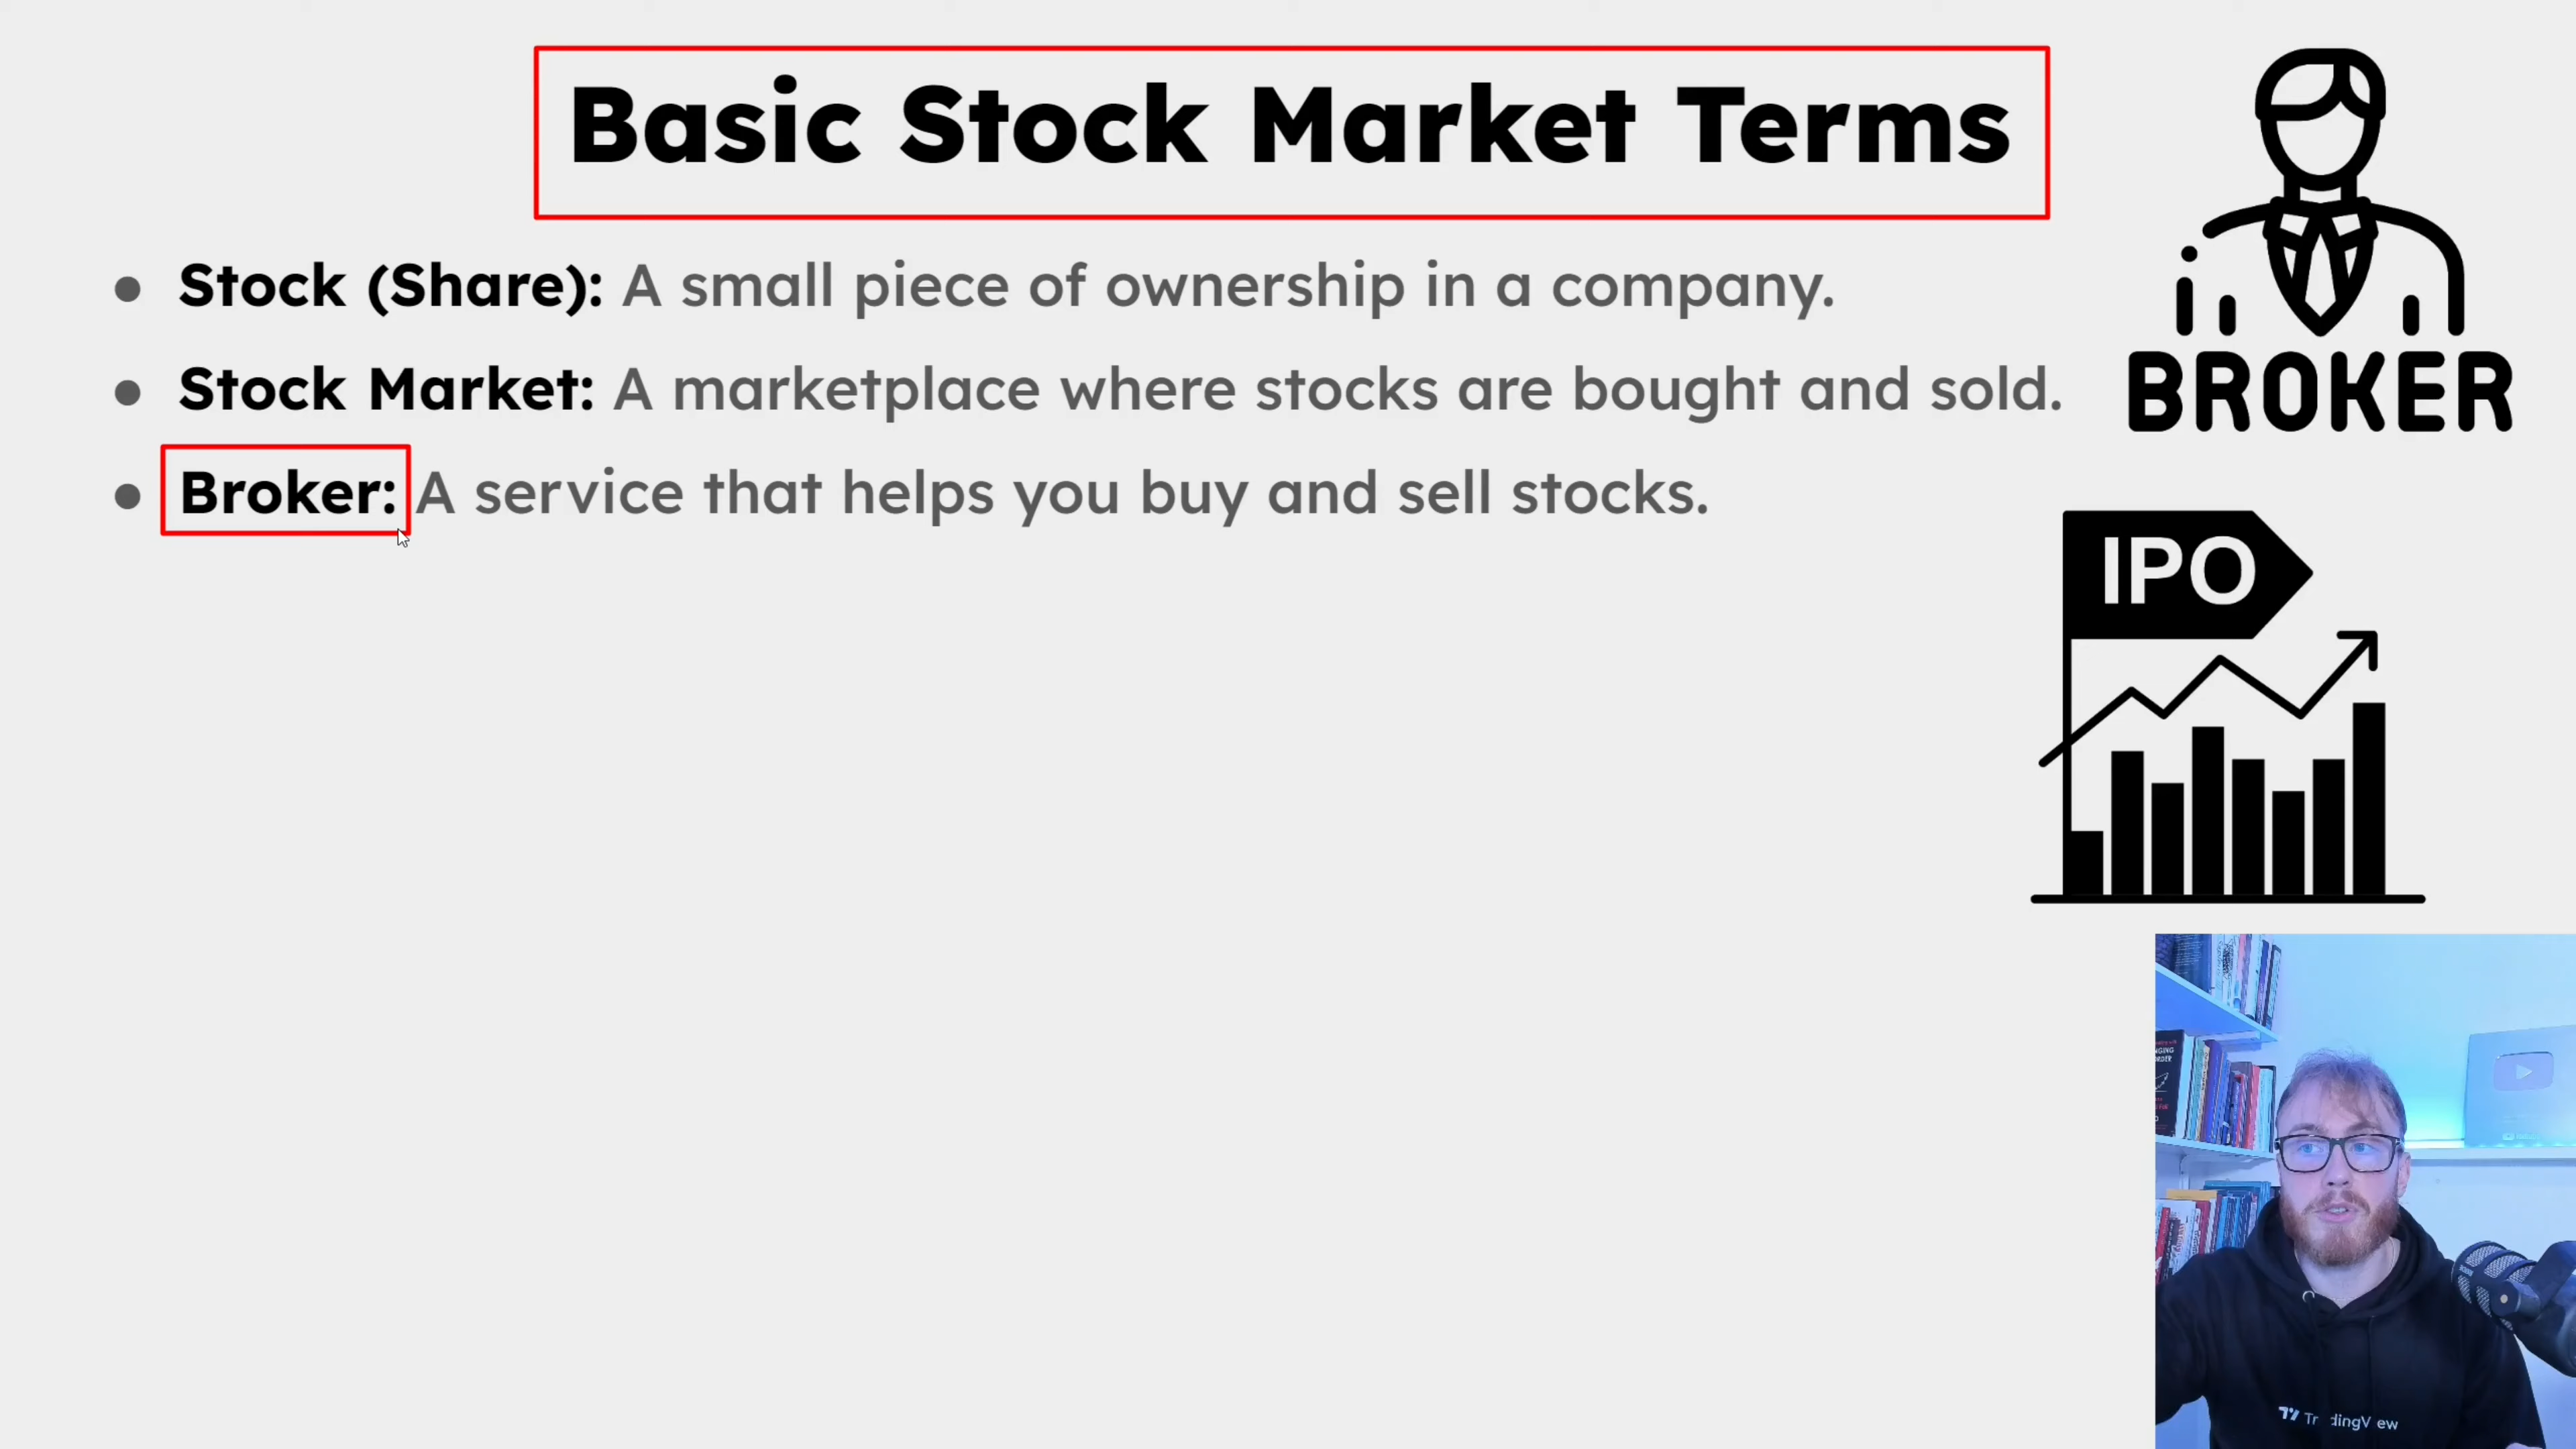 Basic Stock Market Terms
• Stock (Share): A small piece of ownership in a company.
• Stock Market: A marketplace where stocks are bought and sold.
• Broker: A service that helps you buy and sell stocks.
BROKER
IPO
TradingView